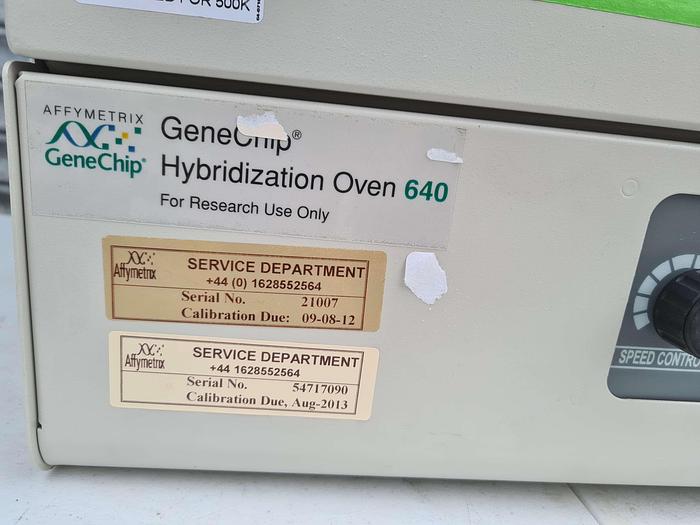 FOR 500K
AFFYMETRIX
GeneChip®
GeneChip®
Hybridization Oven 640
For Research Use Only
Affymetrix
SERVICE DEPARTMENT
+44 (0) 1628552564
Serial No. 21007
Calibration Due: 09-08-12
Affymetrix
SERVICE DEPARTMENT
+44 1628552564
Serial No. 54717090
Calibration Due, Aug-2013
SPEED CONTRO